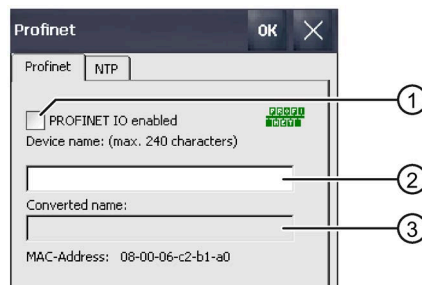 Profinet OK
Profinet NTP
1
PROFINET IO enabled
PROFI
NET
Device name: (max. 240 characters)
2
Converted name:
3
MAC-Address: 08-00-06-c2-b1-a0